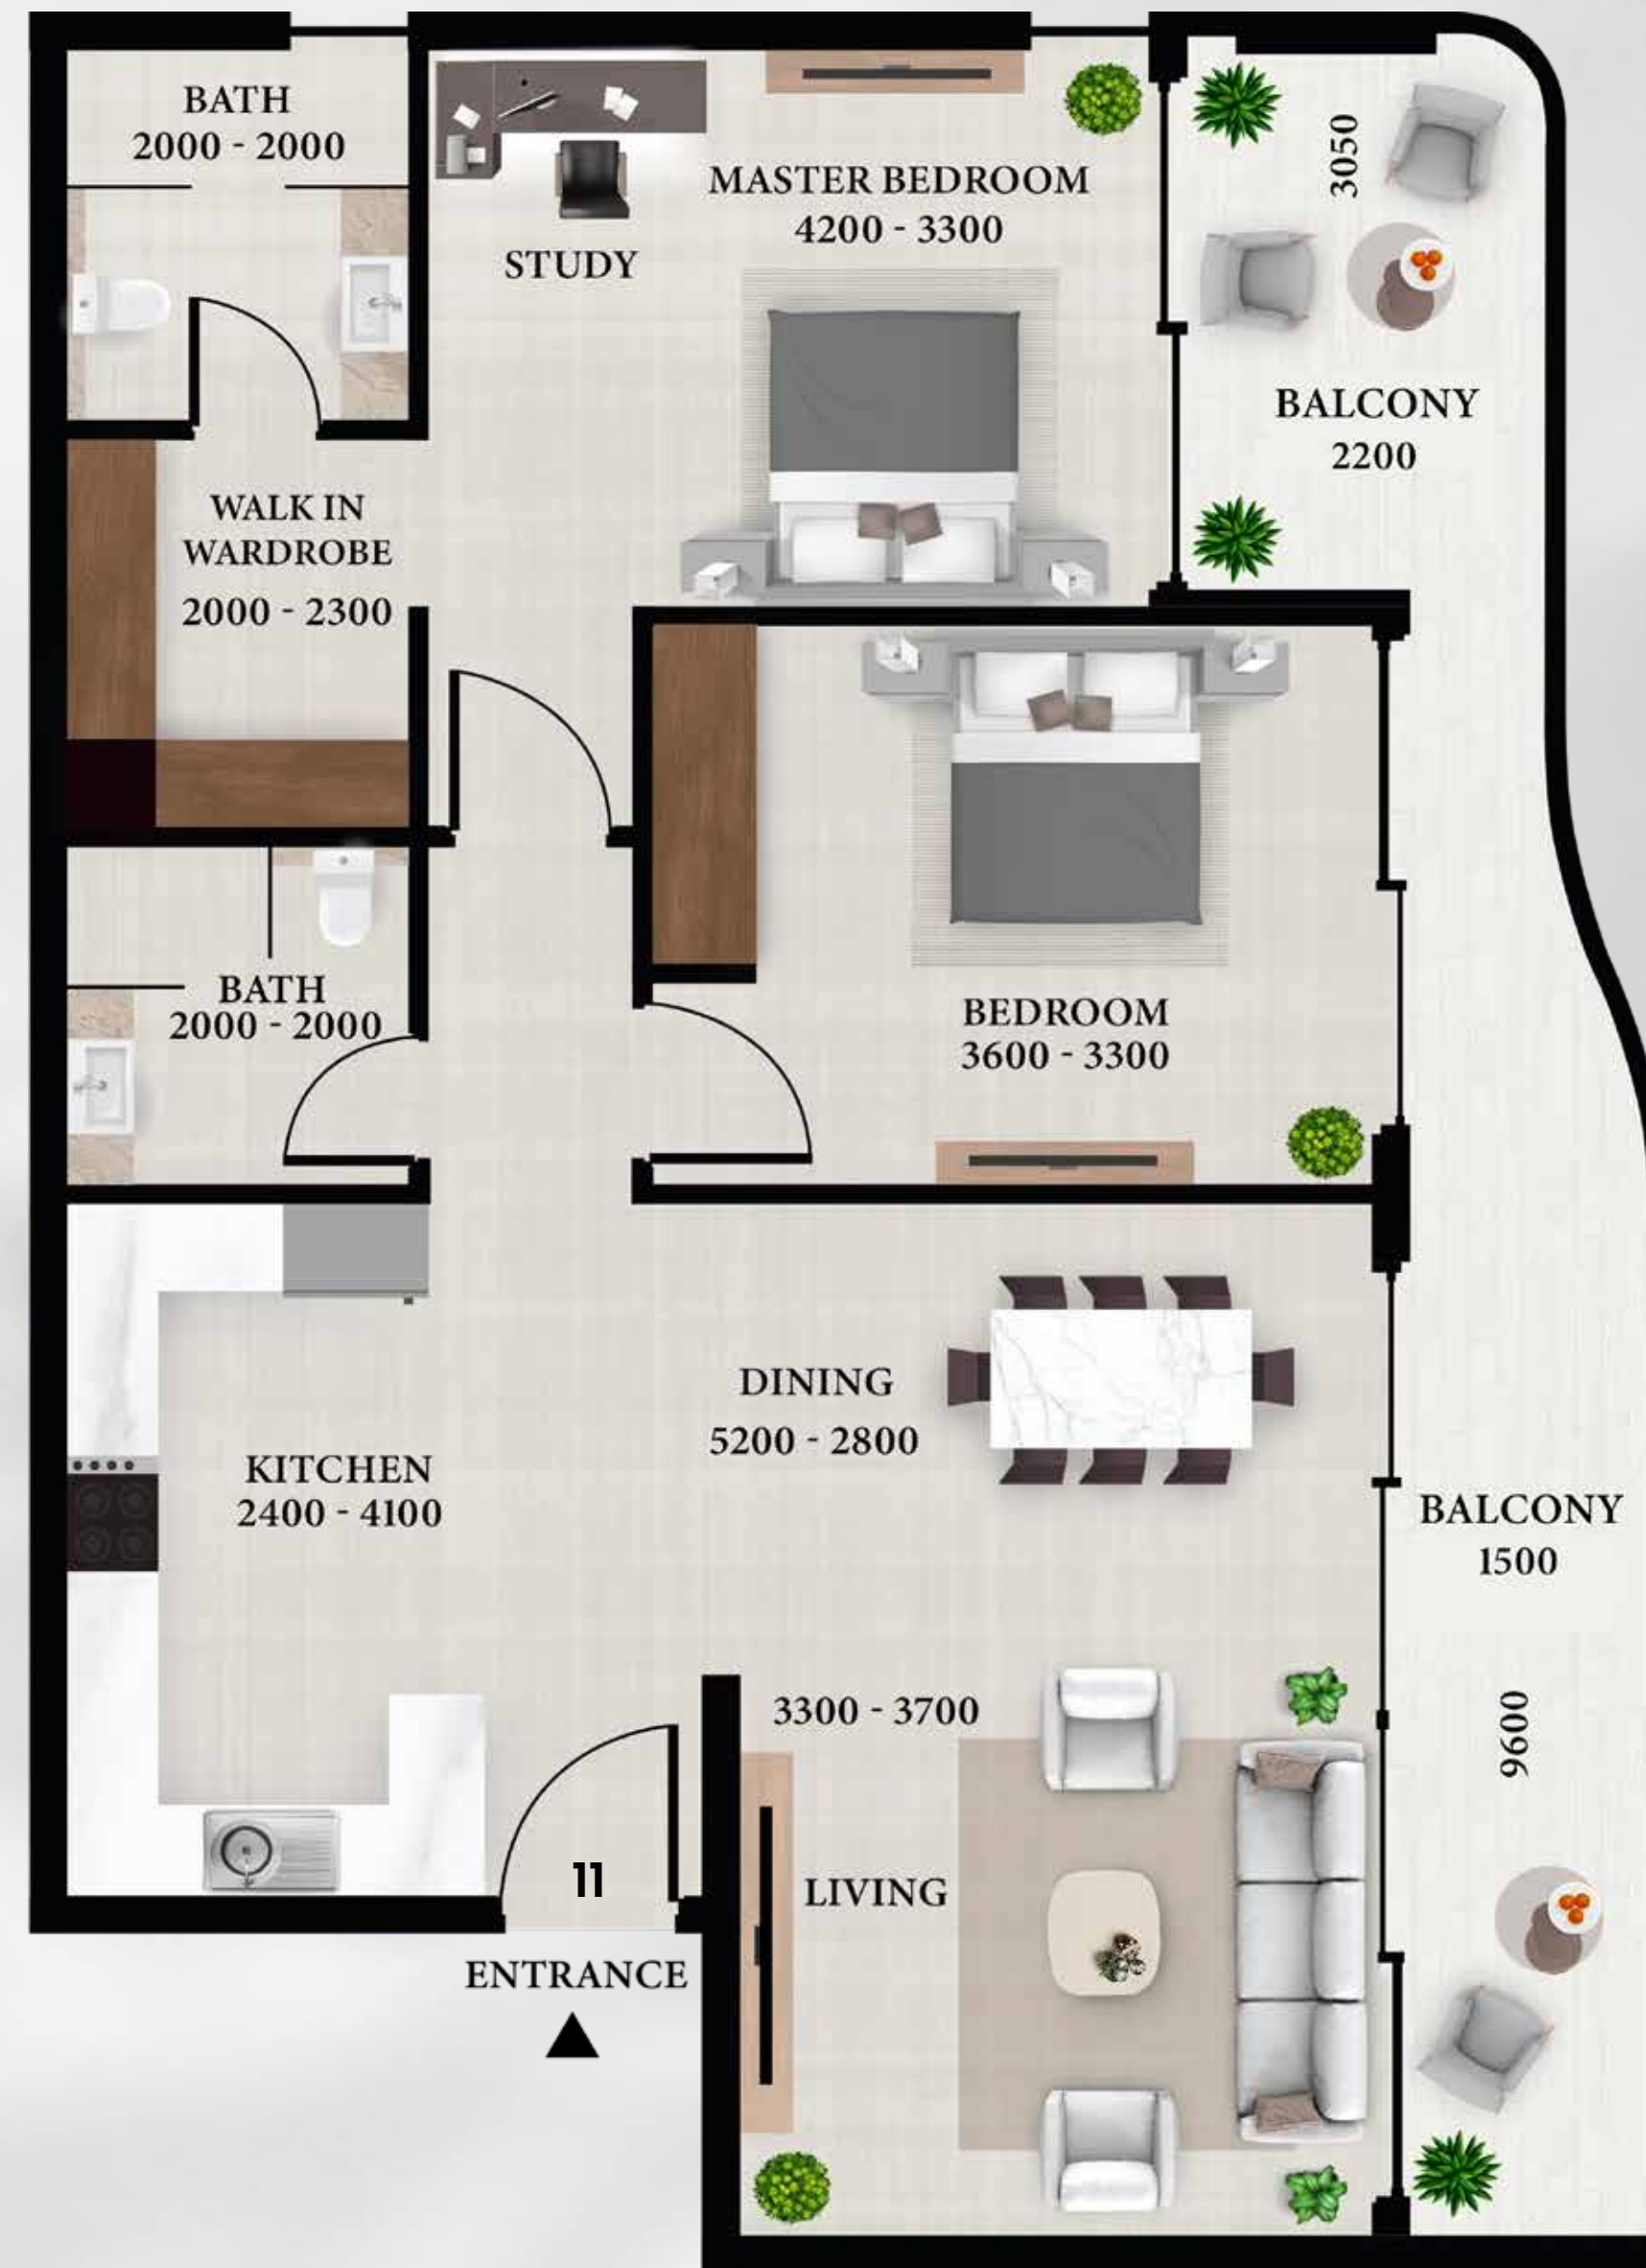 BATH
2000 - 2000
MASTER BEDROOM
4200 - 3300
STUDY
3050
BALCONY
2200
WALK IN
WARDROBE
2000 - 2300
BATH
2000 - 2000
BEDROOM
3600 - 3300
DINING
5200 - 2800
KITCHEN
2400 - 4100
BALCONY
1500
9600
3300 - 3700
LIVING
11
ENTRANCE